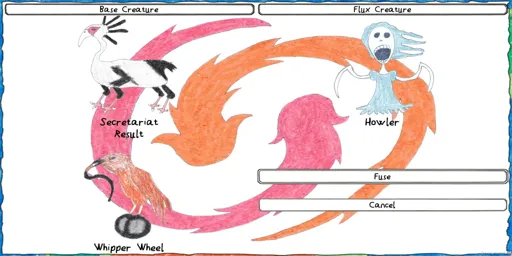 Base Creature
Flux Creature
Secretariat
Howler
Result
Fuse
Cancel
Whipper Wheel